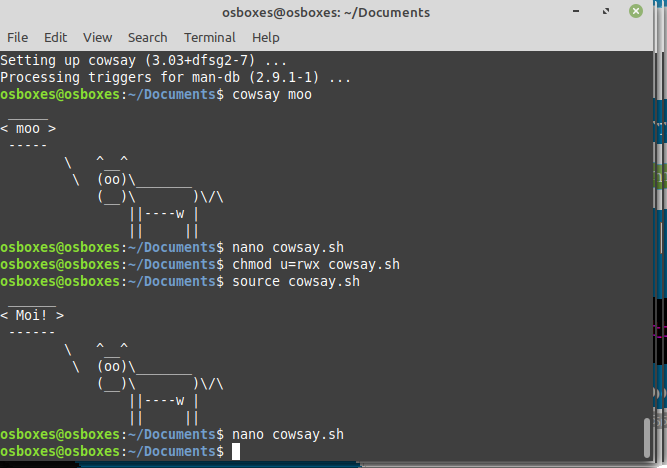 osboxes@osboxes: ~/Documents
File Edit View Search Terminal Help
Setting up cowsay (3.03+dfsg2-7) ...
Processing triggers for man-db (2.9.1-1) ...
osboxes@osboxes:~/Documents$ cowsay moo
 _____
< moo >
 -----
        \   ^__^
         \  (oo)\_______
            (__)\       )\/\
                ||----w |
                ||     ||
osboxes@osboxes:~/Documents$ nano cowsay.sh
osboxes@osboxes:~/Documents$ chmod u=rwx cowsay.sh
osboxes@osboxes:~/Documents$ source cowsay.sh
 ______
< Moi! >
 ------
        \   ^__^
         \  (oo)\_______
            (__)\       )\/\
                ||----w |
                ||     ||
osboxes@osboxes:~/Documents$ nano cowsay.sh
osboxes@osboxes:~/Documents$